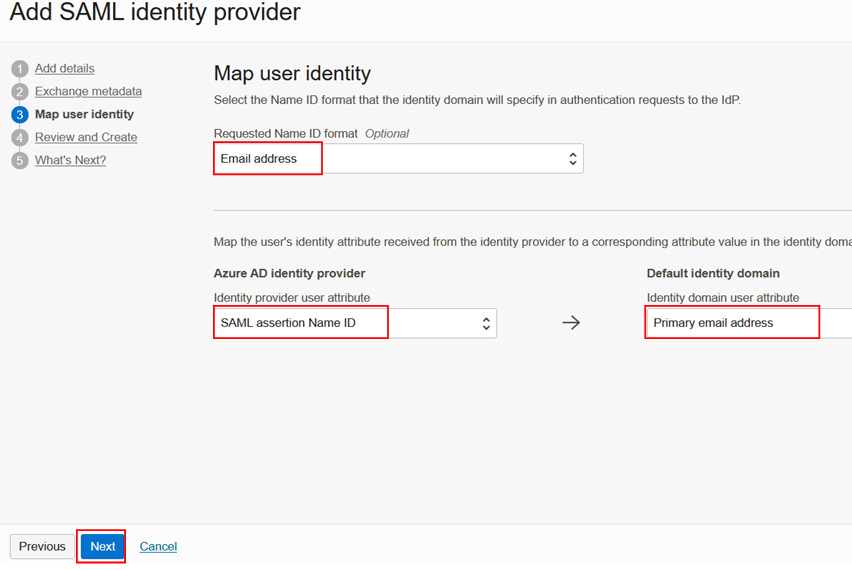 Add SAML identity provider
1 Add details
2 Exchange metadata
3 Map user identity
4 Review and Create
5 What's Next?
Map user identity
Select the Name ID format that the identity domain will specify in authentication requests to the IdP.
Requested Name ID format Optional
Email address
Map the user's identity attribute received from the identity provider to a corresponding attribute value in the identity
Azure AD identity provider
Identity provider user attribute
SAML assertion Name ID
Default identity domain
Identity domain user attribute
Primary email address
Previous Next Cancel